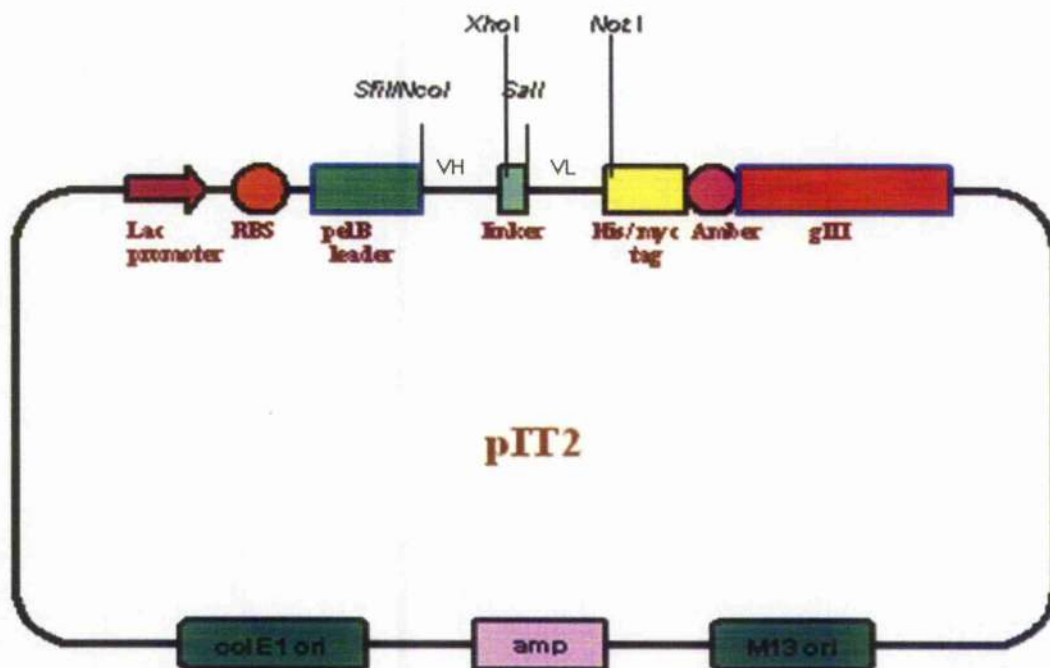 XhoI NotI
SfiI/NcoI SalI
VH VL
Lac RBS pelB linker His/myc Amber gIII
promoter leader tag
pIT2
colE1 ori amp M13 ori